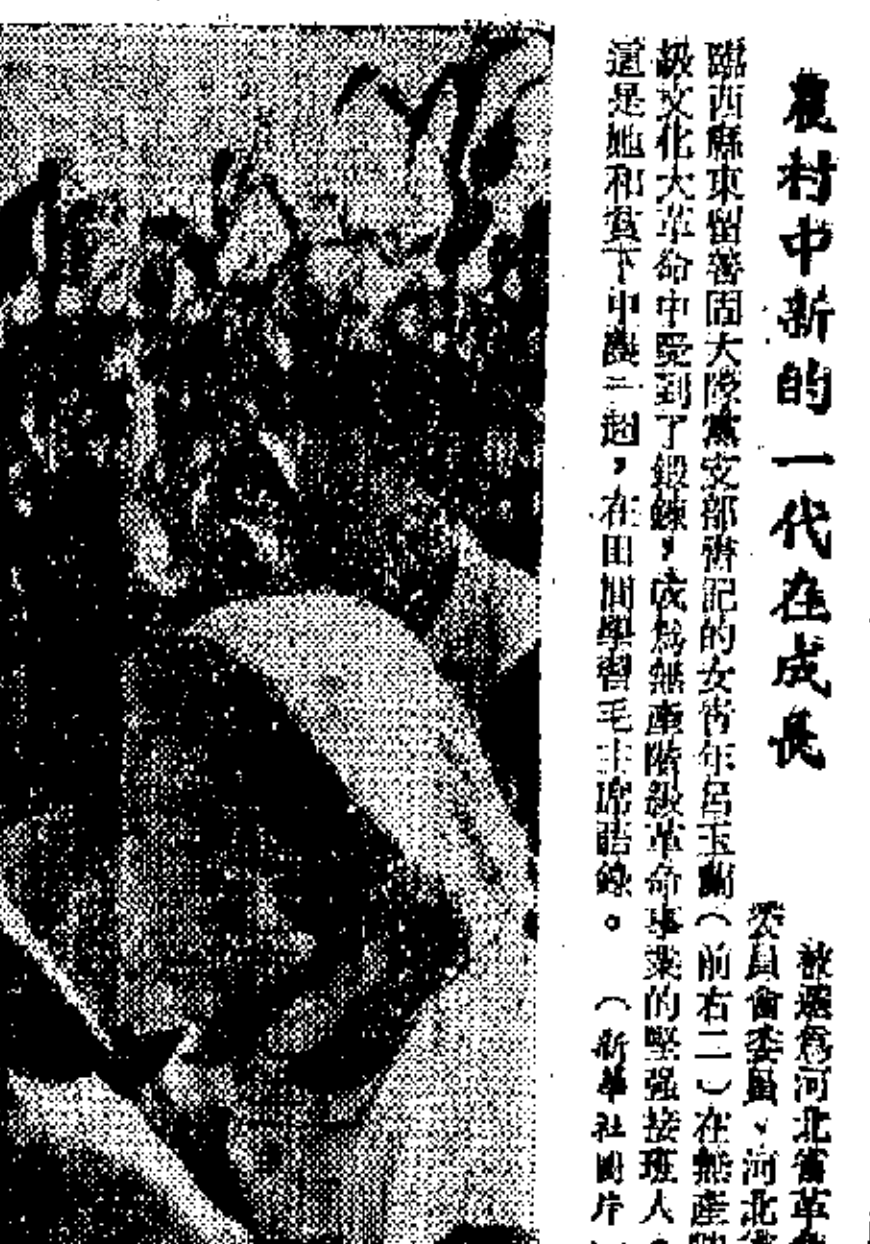 農村中新的一代在成長
被選爲河北省革命
委員會委員、河北省
臨西縣東留善固大隊黨支部書記的女青年呂玉蘭（前右二）在無產階
級文化大革命中受到了鍛鍊，成爲無產階級革命事業的堅强接班人。
這是她和貧下中農一起，在田間學習毛主席語錄。（新華社圖片）